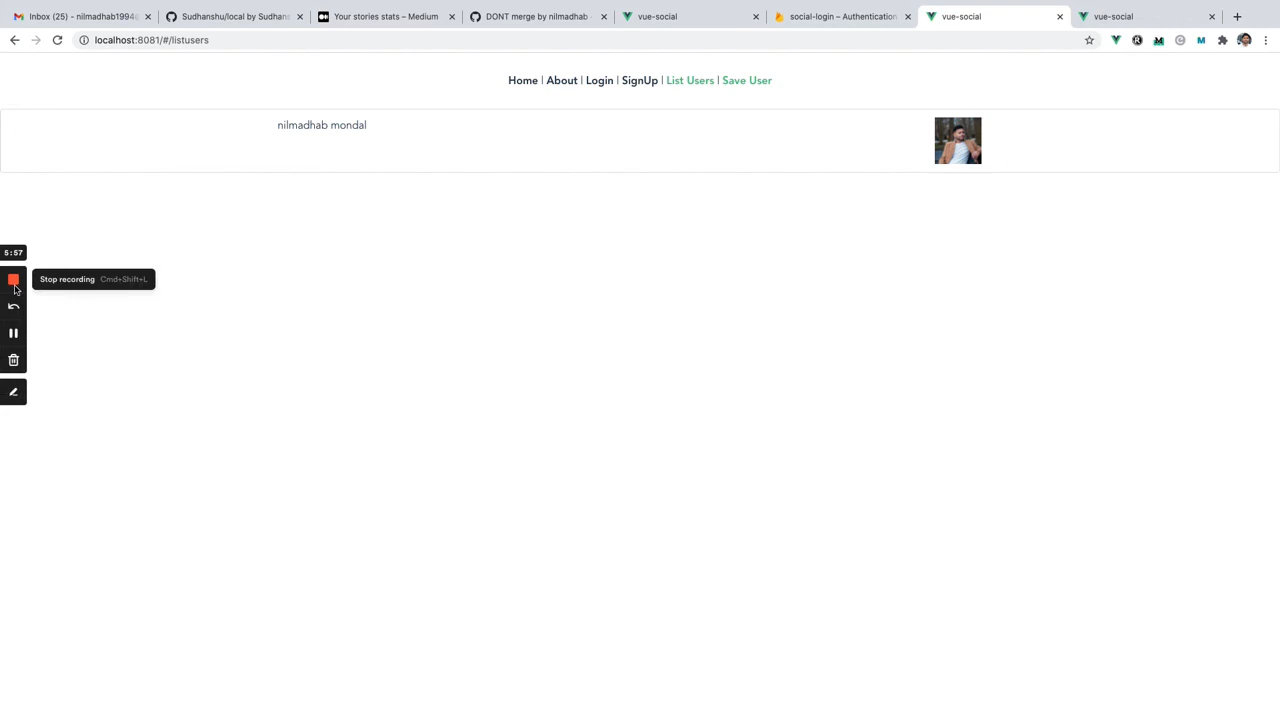 Inbox (25) - nilmadhab1994
Sudhanshu/local by Sudhans
Your stories stats – Medium
DONT merge by nilmadhab
vue-social
social-login – Authentication
vue-social
vue-social
localhost:8081/#/listusers
Home | About | Login | SignUp | List Users | Save User
nilmadhab mondal
5:57
Stop recording Cmd+Shift+L